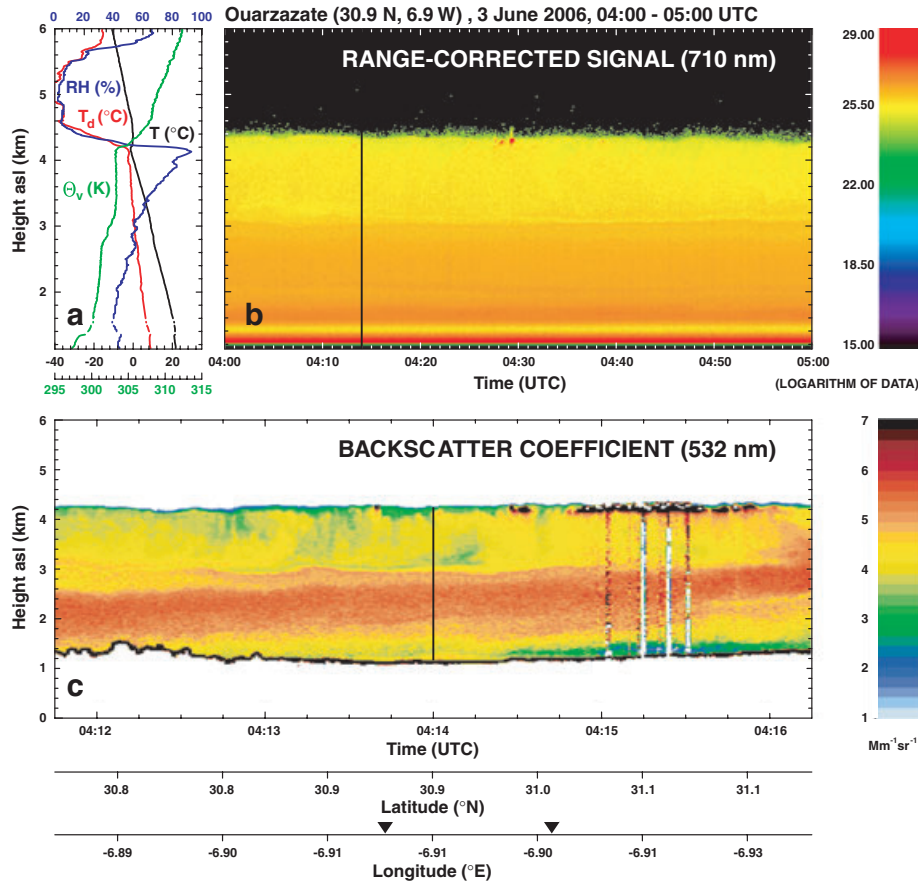 0 20 40 60 80 100
Ouarzazate (30.9 N, 6.9 W) , 3 June 2006, 04:00 - 05:00 UTC
RANGE-CORRECTED SIGNAL (710 nm)
Height asl (km)
6
5
4
3
2
RH (%)
T_d (°C)
T (°C)
Θ_v (K)
a
b
-40 -20 0 20
295 300 305 310 315
04:00 04:10 04:20 04:30 04:40 04:50 05:00
Time (UTC)
29.00
25.50
22.00
18.50
15.00
(LOGARITHM OF DATA)
BACKSCATTER COEFFICIENT (532 nm)
Height asl (km)
6
5
4
3
2
1
0
c
04:12 04:13 04:14 04:15 04:16
Time (UTC)
7
6
5
4
3
2
1
Mm⁻¹sr⁻¹
30.8 30.8 30.9 30.9 31.0 31.1 31.1
Latitude (°N)
-6.89 -6.90 -6.91 -6.91 -6.90 -6.91 -6.93
Longitude (°E)